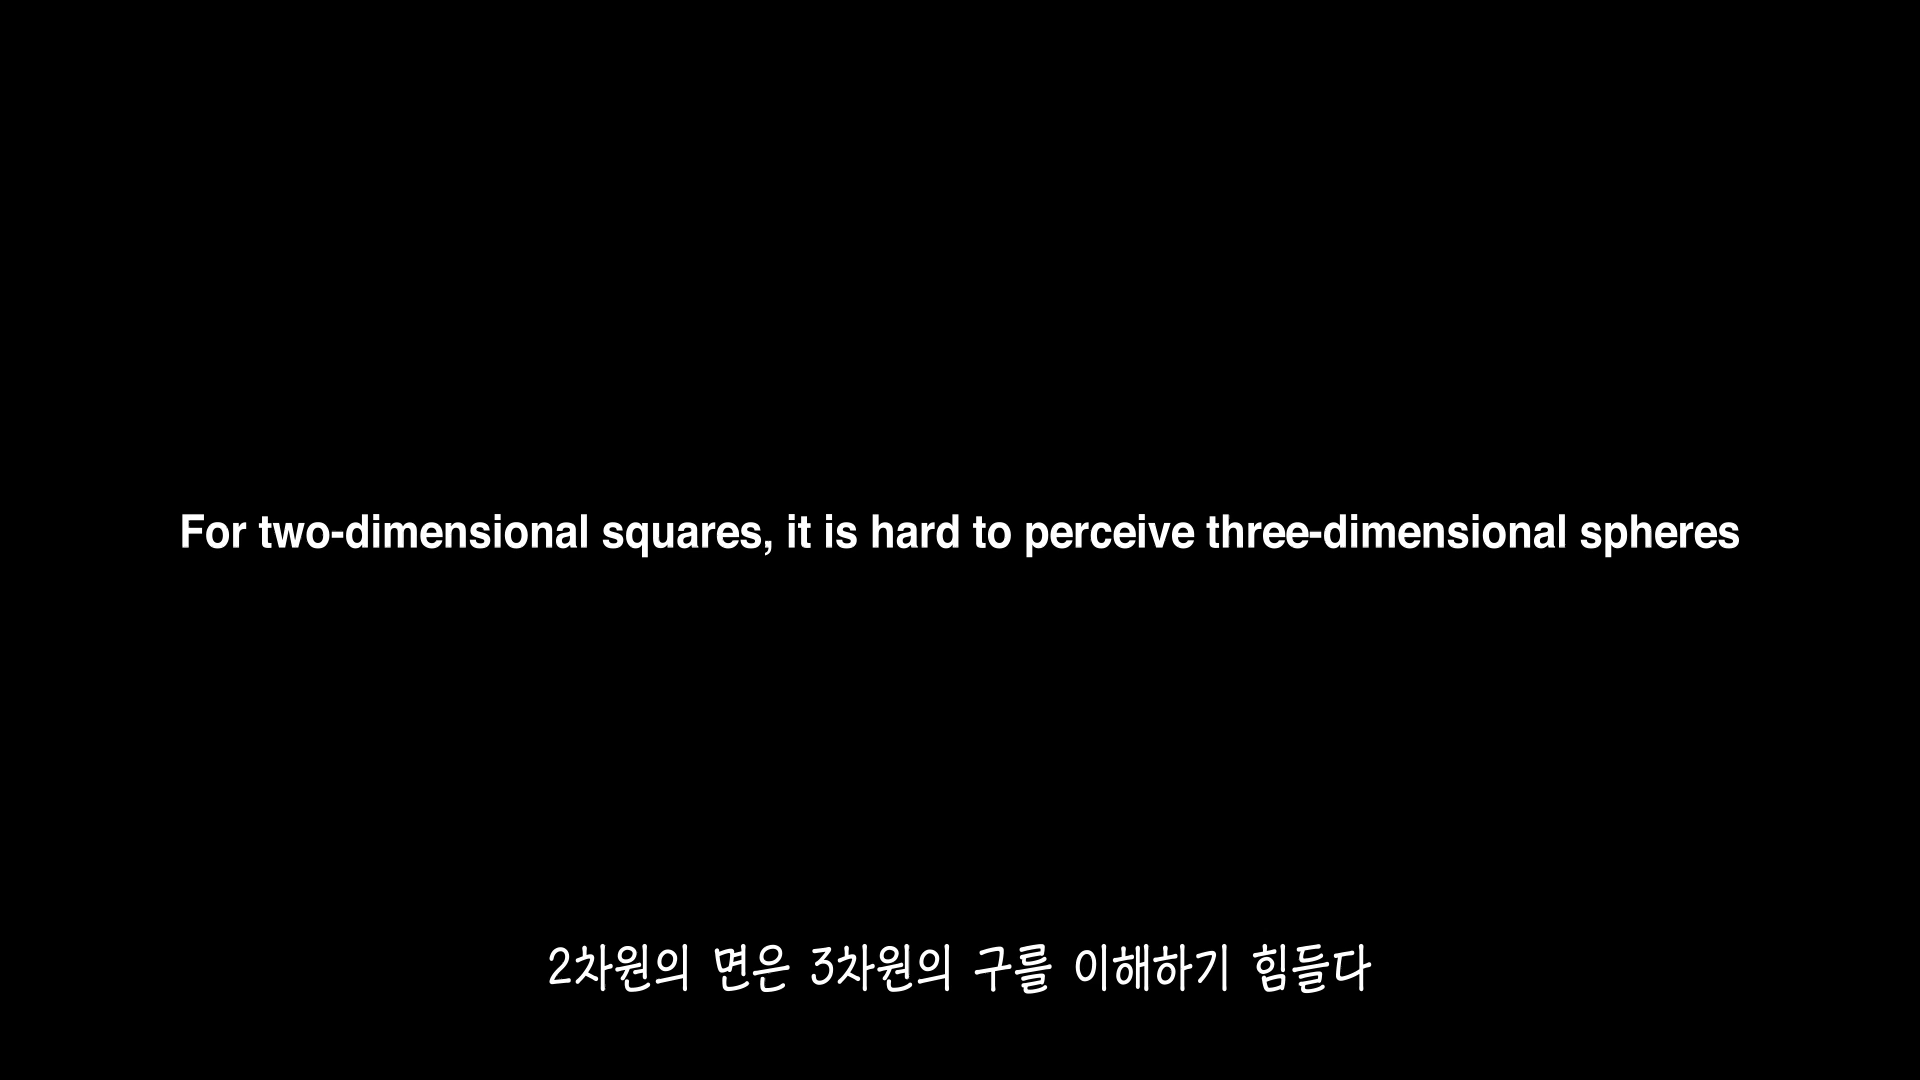 For two-dimensional squares, it is hard to perceive three-dimensional spheres
2차원의 면은 3차원의 구를 이해하기 힘들다